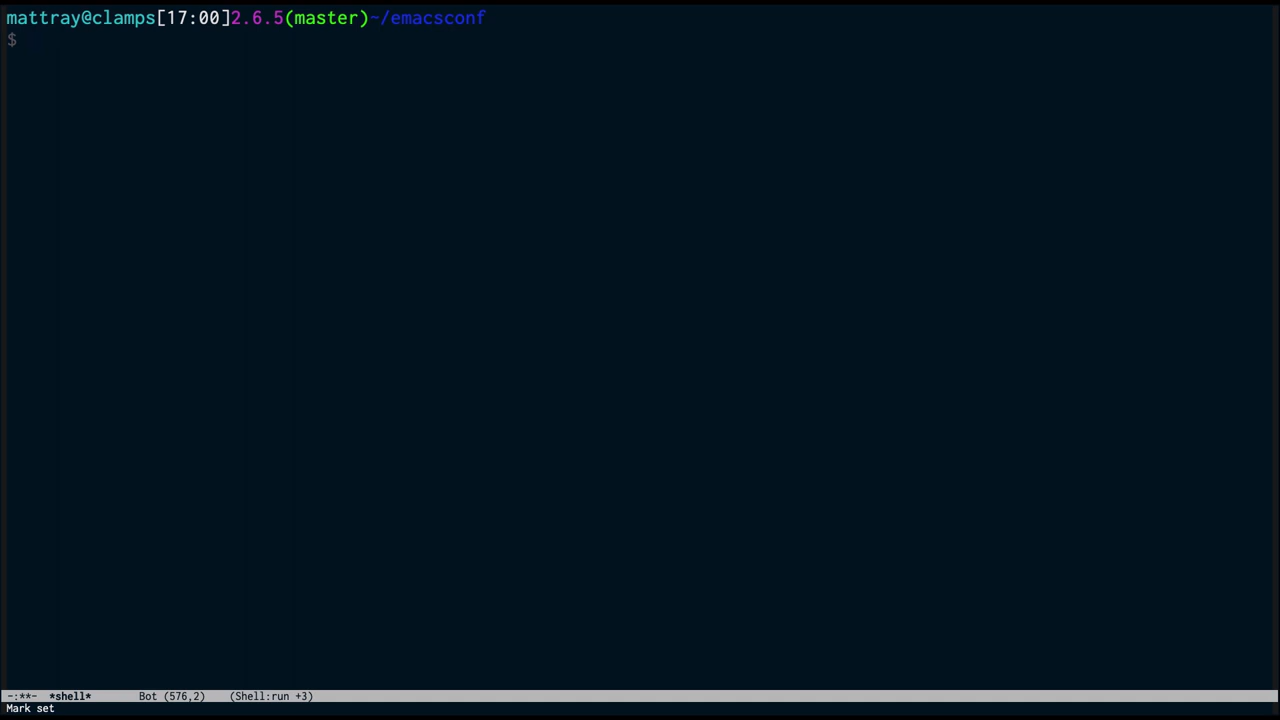 mattray@clamps[17:00]2.6.5(master)~/emacsconf
$
-:**-  *shell*        Bot (576,2)    (Shell:run +3)
Mark set